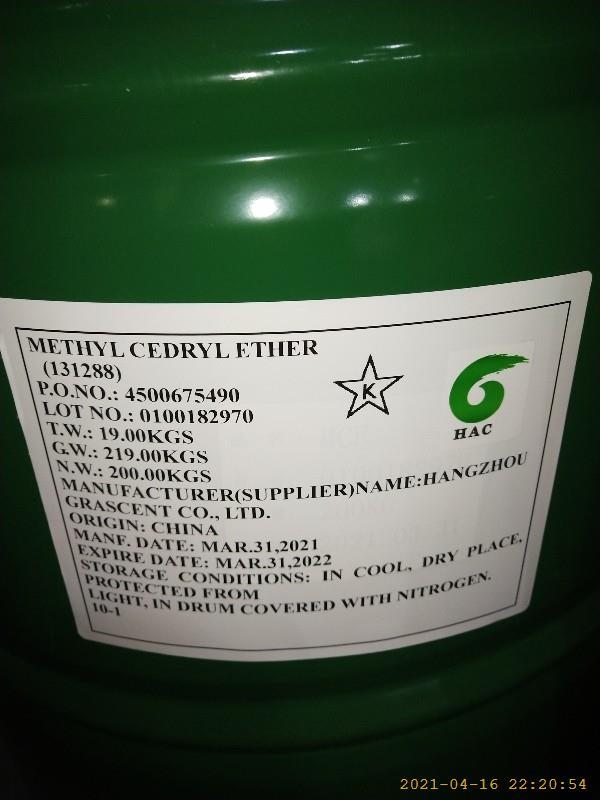 METHYL CEDRYL ETHER
(131288)
P.O.NO.: 4500675490
LOT NO.: 0100182970
T.W.: 19.00KGS
G.W.: 219.00KGS
N.W.: 200.00KGS
MANUFACTURER(SUPPLIER)NAME:HANGZHOU
GRASCENT CO., LTD.
ORIGIN: CHINA
MANF. DATE: MAR.31,2021
EXPIRE DATE: MAR.31,2022
STORAGE CONDITIONS: IN COOL, DRY PLACE,
PROTECTED FROM
LIGHT, IN DRUM COVERED WITH NITROGEN.
10-1
K
HAC
2021-04-16 22:20:54